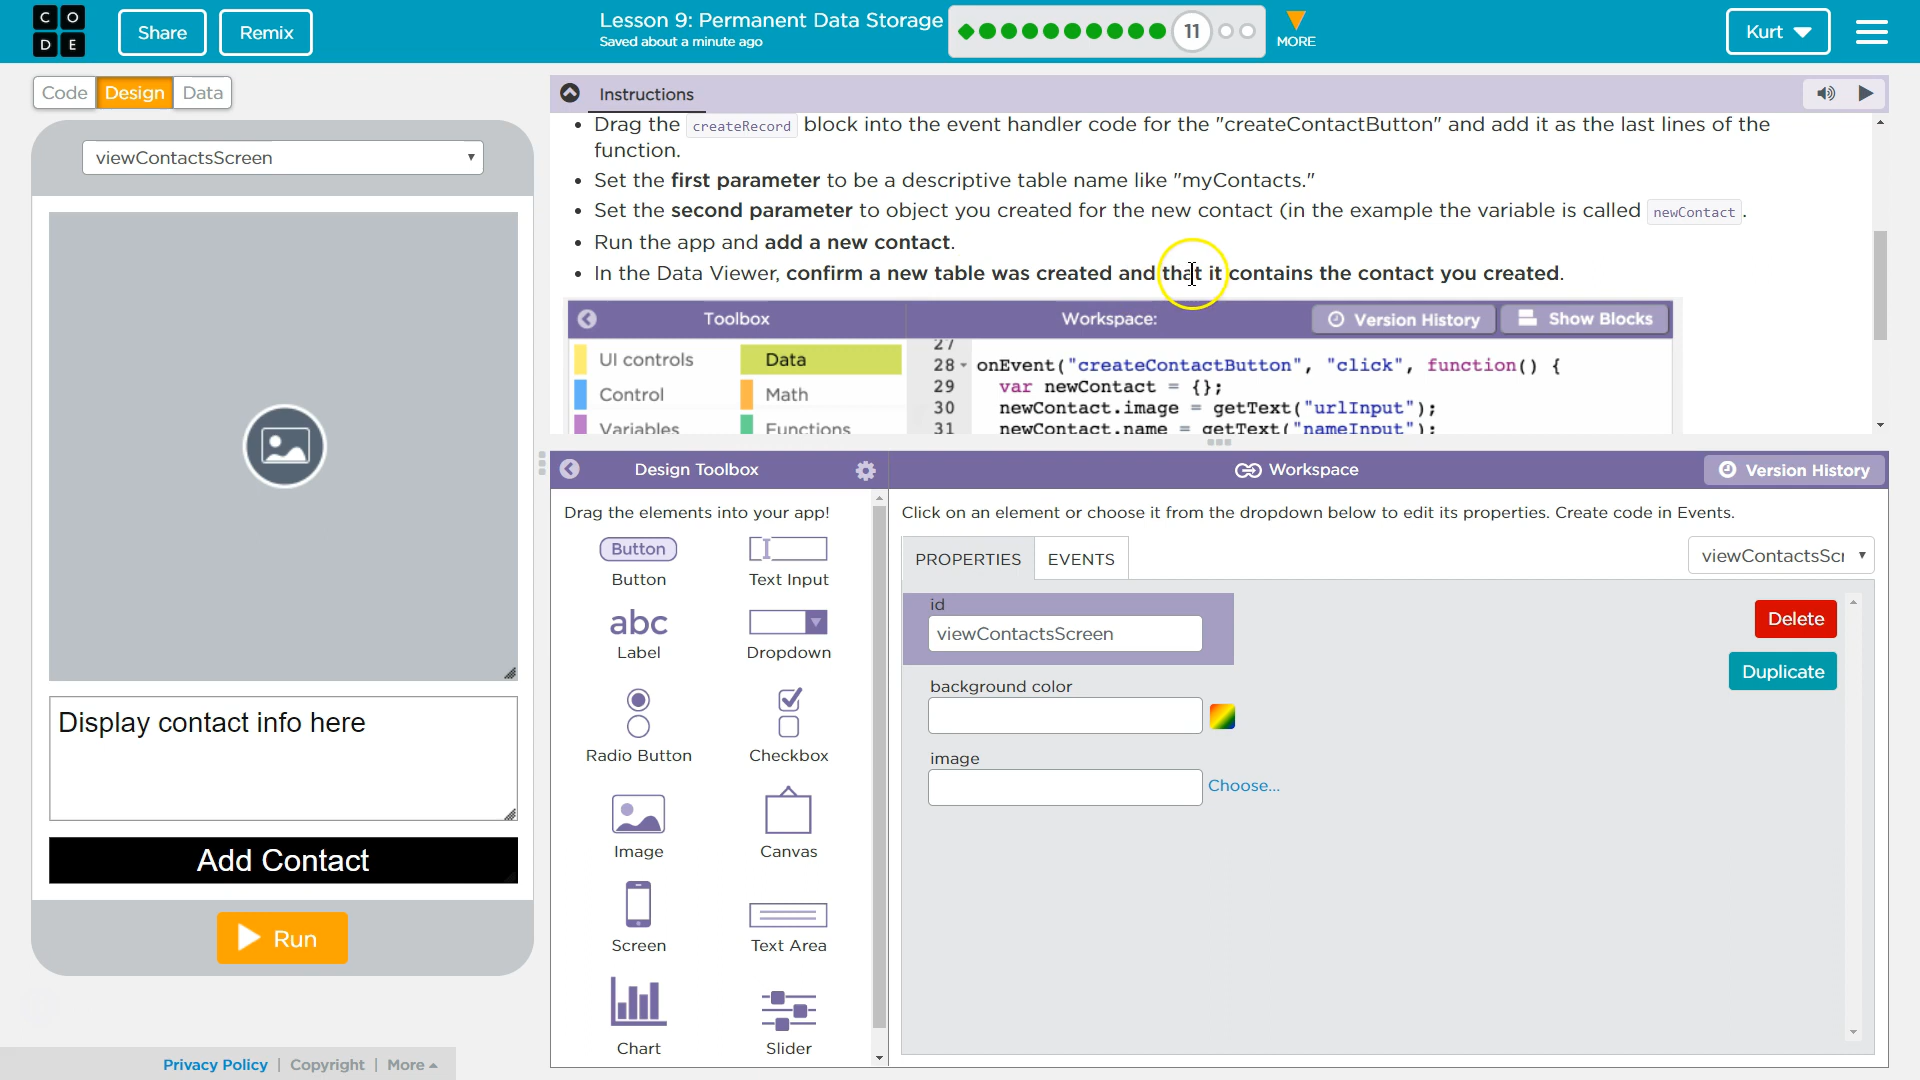 C O D E
Share
Remix
Lesson 9: Permanent Data Storage
Saved about a minute ago
11
MORE
Kurt
Code
Design
Data
viewContactsScreen
Display contact info here
Add Contact
Run
Privacy Policy | Copyright | More
Instructions
• Drag the createRecord block into the event handler code for the "createContactButton" and add it as the last lines of the
function.
• Set the first parameter to be a descriptive table name like "myContacts."
• Set the second parameter to object you created for the new contact (in the example the variable is called newContact .
• Run the app and add a new contact.
• In the Data Viewer, confirm a new table was created and that it contains the contact you created.
Toolbox
Workspace:
Version History
Show Blocks
UI controls
Data
Control
Math
Variables
Functions
27
28 onEvent("createContactButton", "click", function() {
29 var newContact = {};
30 newContact.image = getText("urlInput");
31 newContact.name = getText("nameInput");
Design Toolbox
Workspace
Version History
Drag the elements into your app!
Button
Button
Text Input
abc
Label
Dropdown
Radio Button
Checkbox
Image
Canvas
Screen
Text Area
Chart
Slider
Click on an element or choose it from the dropdown below to edit its properties. Create code in Events.
PROPERTIES
EVENTS
viewContactsScr
id
viewContactsScreen
Delete
Duplicate
background color
image
Choose...